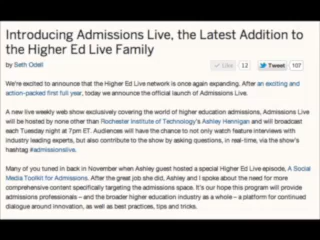 Introducing Admissions Live, the Latest Addition to
the Higher Ed Live Family
by Seth Odell
Like 12 Tweet 107
We're excited to announce that the Higher Ed Live network is once again expanding. After an exciting and
action-packed first full year, today we announce the official launch of Admissions Live.
A new live weekly web show exclusively covering the world of higher education admissions, Admissions Live
will be hosted by none other than Rochester Institute of Technology's Ashley Hennigan and will broadcast
each Tuesday night at 7pm ET. Audiences will have the chance to not only watch feature interviews with
industry leading experts, but also contribute to the show by asking questions, in real-time, via the show's
hashtag #admissionslive.
Many of you tuned in back in November when Ashley guest hosted a special Higher Ed Live episode, A Social
Media Toolkit for Admissions. After the great job she did, Ashley and I spoke about the need for more
comprehensive content specifically targeting the admissions space. It's our hope this program will provide
admissions professionals – and the broader higher education industry as a whole – a platform for continued
dialogue around innovation, as well as best practices, tips and tricks.